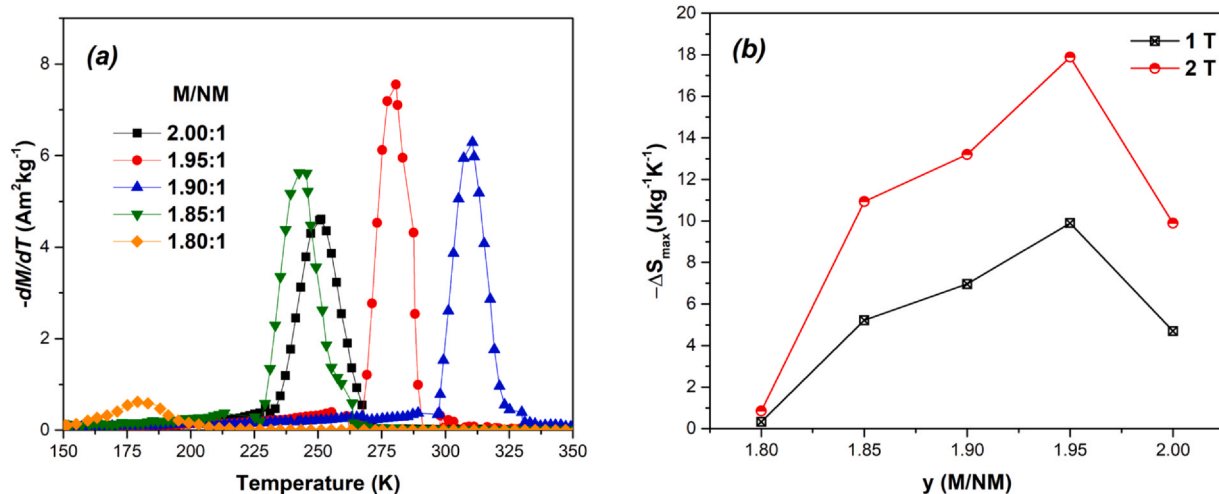 (a)
M/NM
2.00:1
1.95:1
1.90:1
1.85:1
1.80:1
-dM/dT (Am²kg⁻¹)
8
6
4
2
0
150 175 200 225 250 275 300 325 350
Temperature (K)
(b)
1 T
2 T
−ΔS_max(Jkg⁻¹K⁻¹)
20
18
16
14
12
10
8
6
4
2
0
1.80 1.85 1.90 1.95 2.00
y (M/NM)